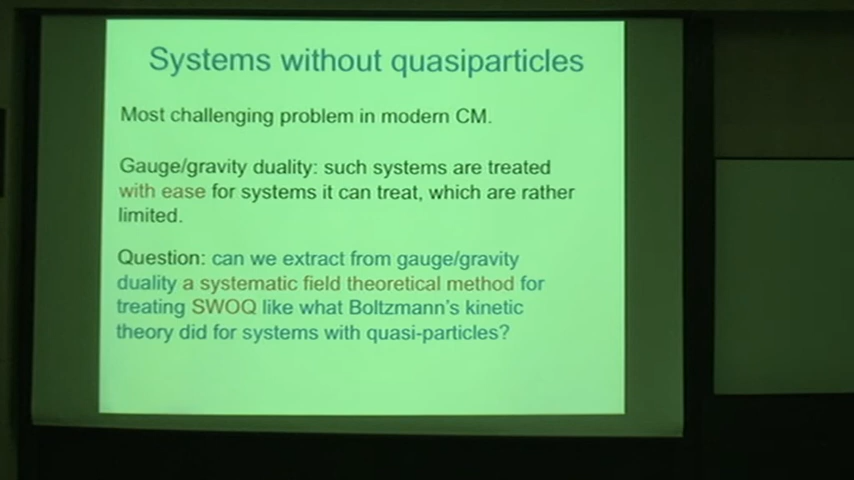 Systems without quasiparticles
Most challenging problem in modern CM.
Gauge/gravity duality: such systems are treated
with ease for systems it can treat, which are rather
limited.
Question: can we extract from gauge/gravity
duality a systematic field theoretical method for
treating SWOQ like what Boltzmann's kinetic
theory did for systems with quasi-particles?